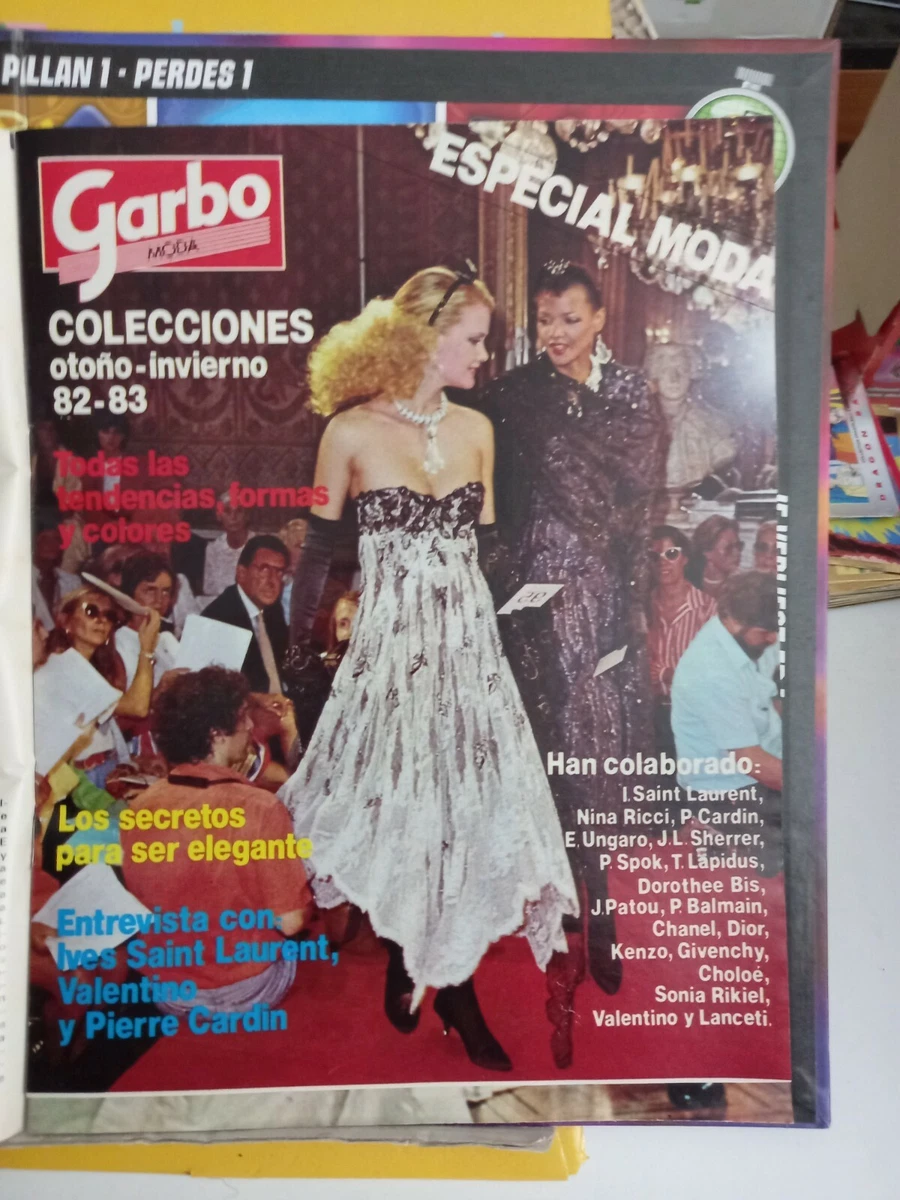 PILLAN 1 · PERDES 1
Garbo
MODA
ESPECIAL MODA
COLECCIONES
otoño-invierno
82-83
Todas las
tendencias, formas
y colores
Los secretos
para ser elegante
Entrevista con:
Ives Saint Laurent,
Valentino
y Pierre Cardin
Han colaborado:
I. Saint Laurent,
Nina Ricci, P. Cardin,
E. Ungaro, J.L. Sherrer,
P. Spok, T. Lapidus,
Dorothee Bis,
J. Patou, P. Balmain,
Chanel, Dior,
Kenzo, Givenchy,
Choloé,
Sonia Rikiel,
Valentino y Lanceti.
DRAGON